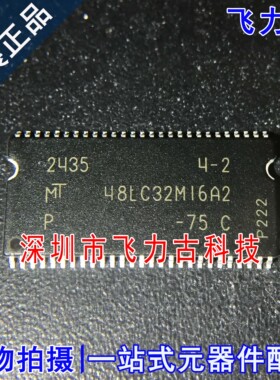 飞力
装正品
2435 4-2
MT 48LC32M16A2
P -75 C
P222
深圳市飞力古科技
物拍摄|一站式元器件配